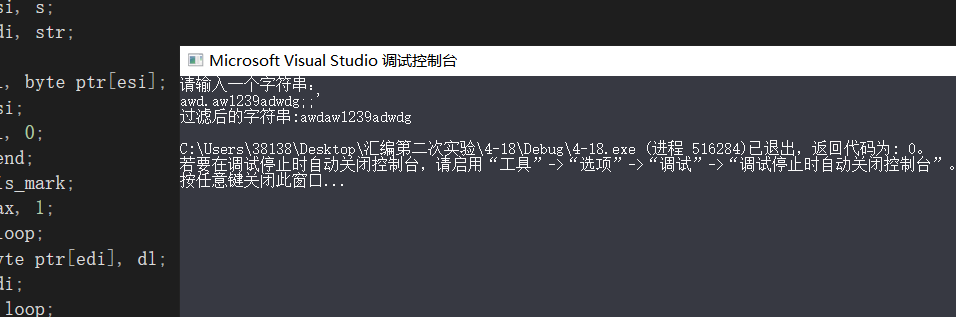 si, s;
di, str;
l, byte ptr[esi];
si;
l, 0;
end;
is_mark;
ax, 1;
loop;
yte ptr[edi], dl;
di;
loop;
Microsoft Visual Studio 调试控制台
请输入一个字符串:
awd.aw1239adwdg;;'
过滤后的字符串:awdaw1239adwdg
C:\Users\38138\Desktop\汇编第二次实验\4-18\Debug\4-18.exe (进程 516284)已退出，返回代码为: 0。
若要在调试停止时自动关闭控制台，请启用“工具”->“选项”->“调试”->“调试停止时自动关闭控制台”。
按任意键关闭此窗口...